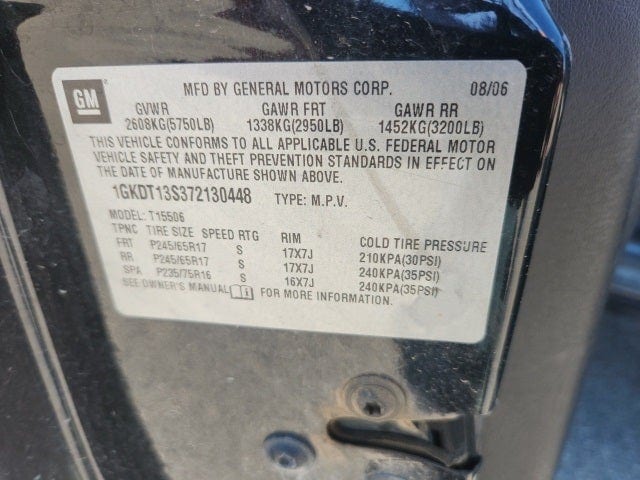 GM
MFD BY GENERAL MOTORS CORP. 08/06
GVWR GAWR FRT GAWR RR
2608KG(5750LB) 1338KG(2950LB) 1452KG(3200LB)
THIS VEHICLE CONFORMS TO ALL APPLICABLE U.S. FEDERAL MOTOR
VEHICLE SAFETY AND THEFT PREVENTION STANDARDS IN EFFECT ON
THE DATE OF MANUFACTURE SHOWN ABOVE.
1GKDT13S372130448 TYPE: M.P.V.
MODEL: T15506
TPNC TIRE SIZE SPEED RTG RIM COLD TIRE PRESSURE
FRT P245/65R17 S 17X7J 210KPA(30PSI)
RR P245/65R17 S 17X7J 240KPA(35PSI)
SPA P235/75R16 S 16X7J 240KPA(35PSI)
SEE OWNER'S MANUAL FOR MORE INFORMATION.